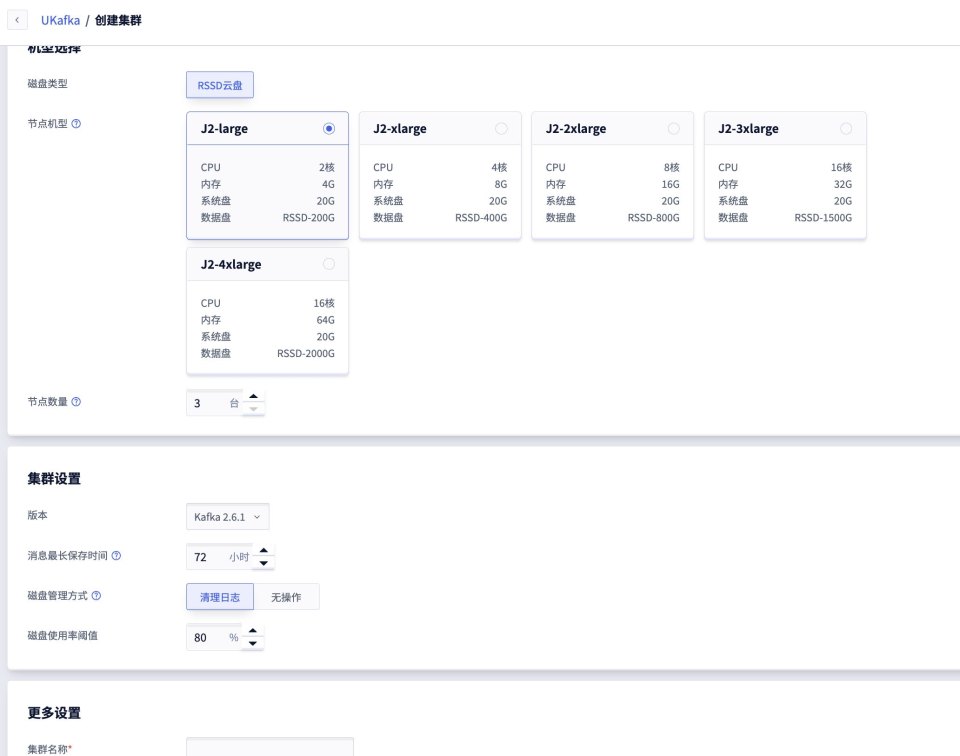 UKafka / 创建集群
机型选择
磁盘类型 RSSD云盘
节点机型
J2-large J2-xlarge J2-2xlarge J2-3xlarge
CPU 2核 CPU 4核 CPU 8核 CPU 16核
内存 4G 内存 8G 内存 16G 内存 32G
系统盘 20G 系统盘 20G 系统盘 20G 系统盘 20G
数据盘 RSSD-200G 数据盘 RSSD-400G 数据盘 RSSD-800G 数据盘 RSSD-1500G
J2-4xlarge
CPU 16核
内存 64G
系统盘 20G
数据盘 RSSD-2000G
节点数量 3 台
集群设置
版本 Kafka 2.6.1
消息最长保存时间 72 小时
磁盘管理方式 清理日志 无操作
磁盘使用率阈值 80 %
更多设置
集群名称*